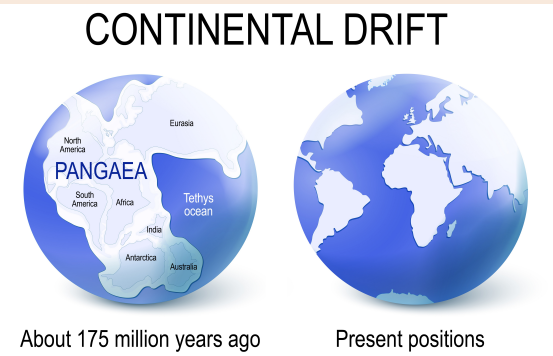 CONTINENTAL DRIFT
Eurasia
North
America
PANGAEA
South
America
Africa
Tethys
ocean
India
Antarctica
Australia
About 175 million years ago
Present positions